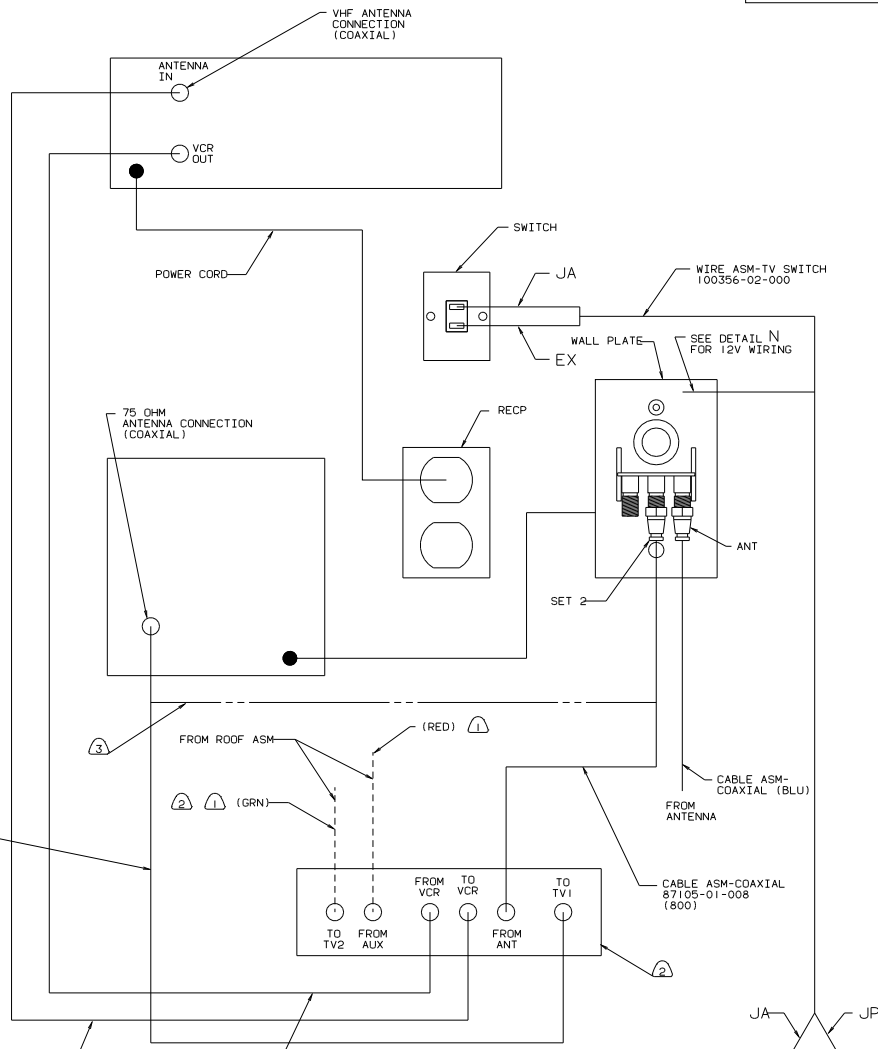 VHF ANTENNA
CONNECTION
(COAXIAL)
ANTENNA
IN
VCR
OUT
POWER CORD
SWITCH
JA
EX
WIRE ASM-TV SWITCH
100356-02-000
WALL PLATE
SEE DETAIL N
FOR 12V WIRING
75 OHM
ANTENNA CONNECTION
(COAXIAL)
RECP
ANT
SET 2
3
FROM ROOF ASM
(RED) 1
2 1 (GRN)
CABLE ASM-
COAXIAL (BLU)
FROM
ANTENNA
CABLE ASM-COAXIAL
87105-01-008
(800)
TO
TV2
FROM
AUX
FROM
VCR
TO
VCR
FROM
ANT
TO
TV1
2
JA
JP